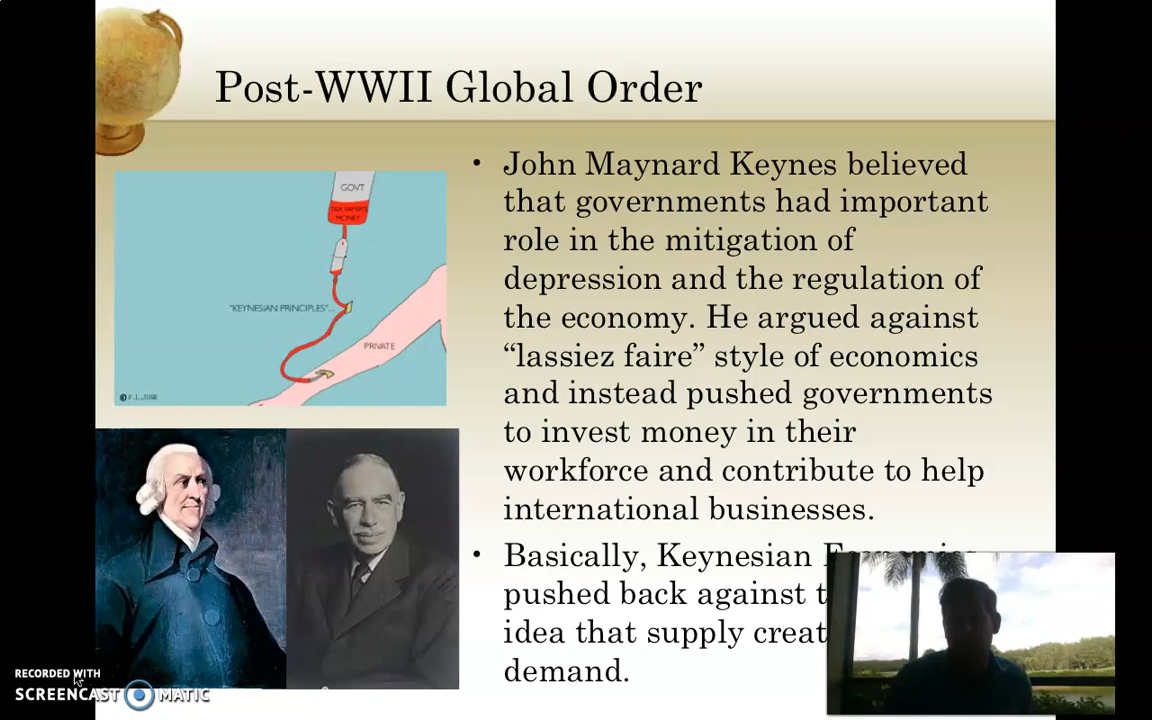 Post-WWII Global Order
GOVT
TAX PAYER'S
MONEY
"KEYNESIAN PRINCIPLES"...
PRIVATE
• John Maynard Keynes believed
that governments had important
role in the mitigation of
depression and the regulation of
the economy. He argued against
“lassiez faire” style of economics
and instead pushed governments
to invest money in their
workforce and contribute to help
international businesses.
• Basically, Keynesian
pushed back against
idea that supply
demand.
RECORDED WITH
SCREENCAST MATIC